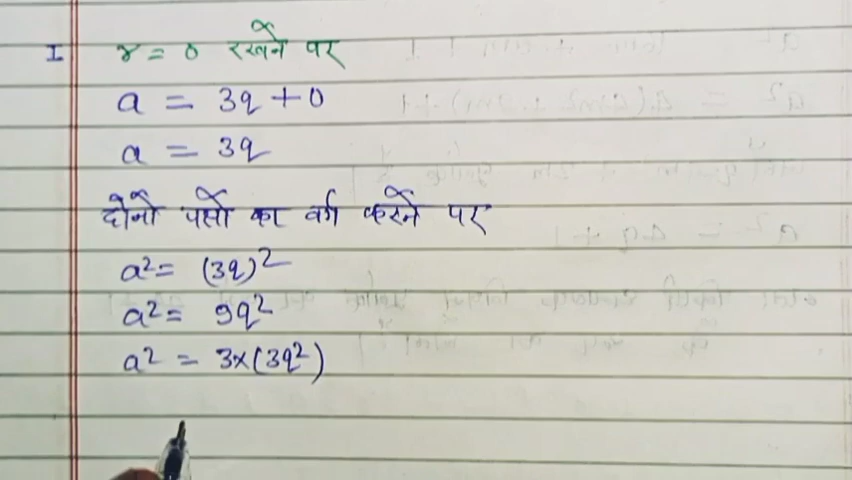 I r = 0 रखने पर
a = 3q + 0
a = 3q
दोनो पक्षो का वर्ग करने पर
a² = (3q)²
a² = 9q²
a² = 3×(3q²)